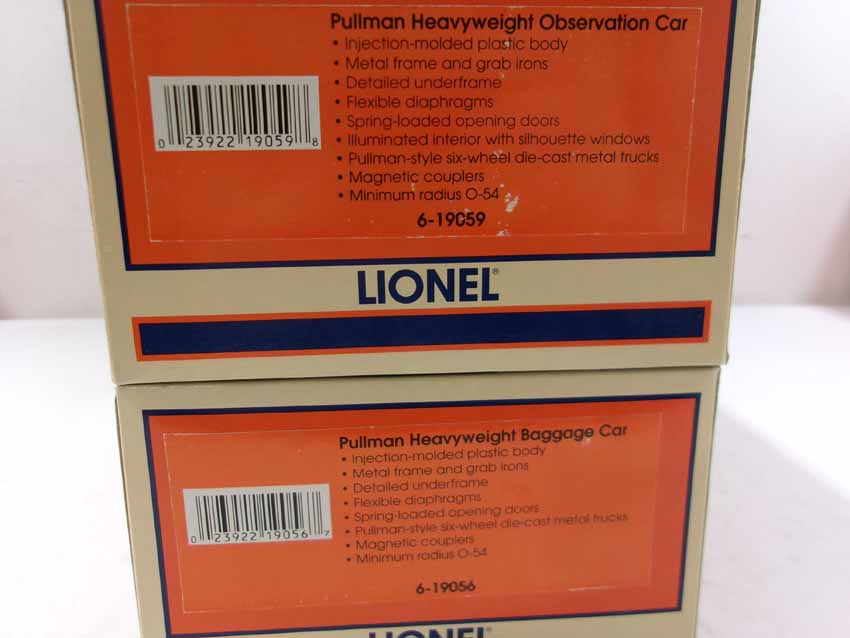 Pullman Heavyweight Observation Car
• Injection-molded plastic body
• Metal frame and grab irons
• Detailed underframe
• Flexible diaphragms
• Spring-loaded opening doors
• Illuminated interior with silhouette windows
• Pullman-style six-wheel die-cast metal trucks
• Magnetic couplers
• Minimum radius O-54
6-19059
0 23922 19059 8
LIONEL®
Pullman Heavyweight Baggage Car
• Injection-molded plastic body
• Metal frame and grab irons
• Detailed underframe
• Flexible diaphragms
• Spring-loaded opening doors
• Pullman-style six-wheel die-cast metal trucks
• Magnetic couplers
• Minimum radius O-54
6-19056
0 23922 19056 7
LIONEL®